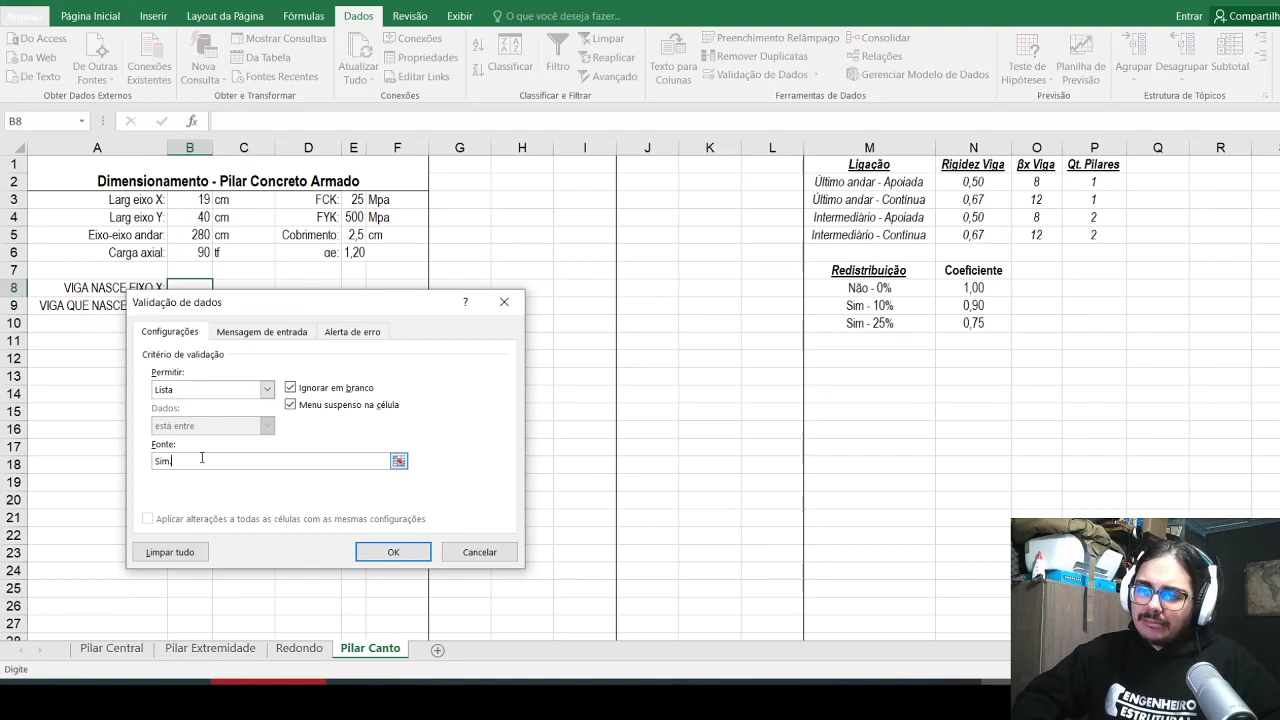 Arquivo Página Inicial Inserir Layout da Página Fórmulas Dados Revisão Exibir O que você deseja fazer... Entrar Compartilh
Do Access
Da Web
De Texto
De Outras Fontes
Conexões Existentes
Obter Dados Externos
Nova Consulta
Mostrar Consultas
Da Tabela
Fontes Recentes
Obter e Transformar
Atualizar Tudo
Conexões
Propriedades
Editar Links
Conexões
Classificar
Filtro
Limpar
Reaplicar
Avançado
Classificar e Filtrar
Texto para Colunas
Preenchimento Relâmpago
Remover Duplicatas
Validação de Dados
Consolidar
Relações
Gerenciar Modelo de Dados
Ferramentas de Dados
Teste de Hipóteses
Planilha de Previsão
Previsão
Agrupar
Desagrupar
Subtotal
Estrutura de Tópicos
B8 fx
A B C D E F G H I J K L M N O P Q R
1 Ligação Rigidez Viga βx Viga Qt. Pilares
2 Dimensionamento - Pilar Concreto Armado Último andar - Apoiada 0,50 8 1
3 Larg eixo X: 19 cm FCK: 25 Mpa Último andar - Contínua 0,67 12 1
4 Larg eixo Y: 40 cm FYK: 500 Mpa Intermediário - Apoiada 0,50 8 2
5 Eixo-eixo andar: 280 cm Cobrimento: 2,5 cm Intermediário - Contínua 0,67 12 2
6 Carga axial: 90 tf αe: 1,20
7 Redistribuição Coeficiente
8 VIGA NASCE EIXO X: Não - 0% 1,00
9 VIGA QUE NASCE Sim - 10% 0,90
10 Sim - 25% 0,75
11
12
13
14
15
16
17
18
19
20
21
22
23
24
25
26
27
28
Validação de dados ?
Configurações Mensagem de entrada Alerta de erro
Critério de validação
Permitir:
Lista
Ignorar em branco
Menu suspenso na célula
Dados:
está entre
Fonte:
Sim.
Aplicar alterações a todas as células com as mesmas configurações
Limpar tudo OK Cancelar
Pilar Central Pilar Extremidade Redondo Pilar Canto
Digite
ENGENHEIRO
ESTRUTURAL